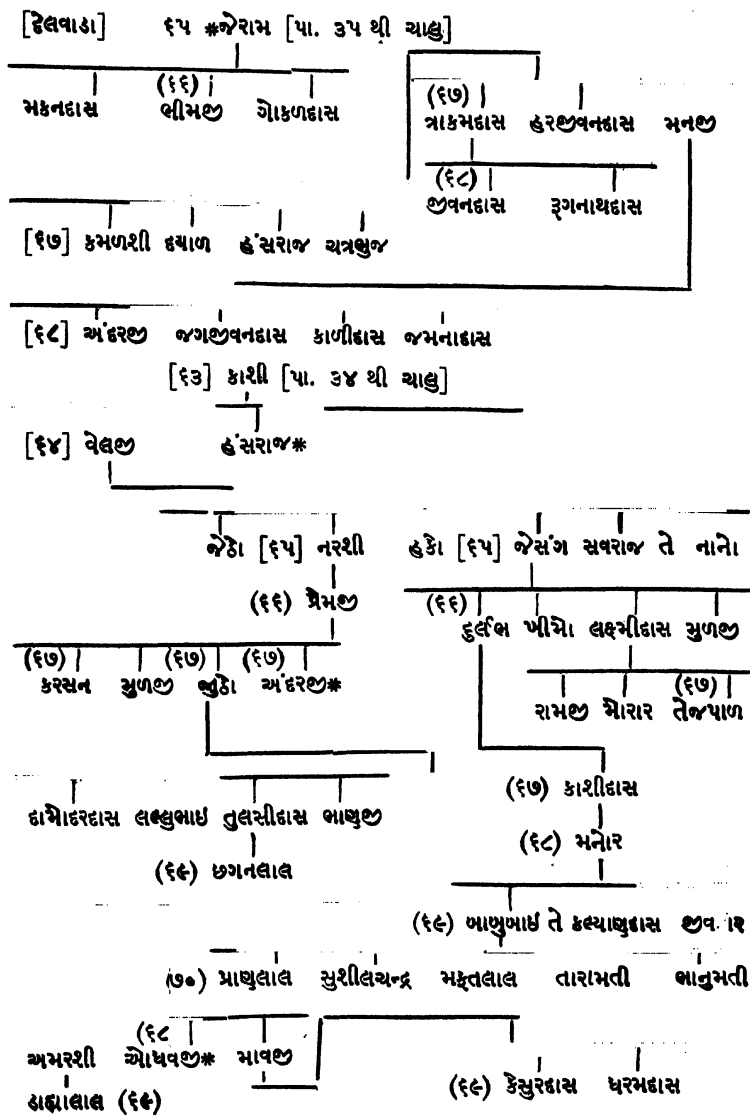 [દેલવાડા] ૬૫ *જેરામ [પા. ૩૫ થી ચાલુ]
(૬૬) (૬૭)
મકનદાસ ભીમજી ગોકળદાસ ત્રાકમદાસ હરજીવનદાસ મનજી
(૬૮)
જીવનદાસ રૂગનાથદાસ
[૬૭] કમળશી દયાળ હંસરાજ ચત્રભુજ
[૬૮] અંદરજી જગજીવનદાસ કાળીદાસ જમનાદાસ
[૬૩] કાશી [પા. ૩૪ થી ચાલુ]
[૬૪] વેલજી હંસરાજ*
જેઠો [૬૫] નરશી હકો [૬૫] જેસંગ સવરાજ તે નાનો
(૬૬) પ્રેમજી (૬૬)
દુર્લભ ખીમો લક્ષ્મીદાસ મુળજી
(૬૭) (૬૭) (૬૭)
કરસન મુળજી જીુઠો અંદરજી* (૬૭)
રામજી મોરાર તેજપાળ
(૬૭) કાશીદાસ
દામોદરદાસ લલ્લુભાઇ તુલસીદાસ ભાણજી
(૬૮) મનોર
(૬૯) છગનલાલ
(૬૯) બાબુબાઈ તે કલ્યાણદાસ જીવ
(૭૦) પ્રાણલાલ સુશીલચન્દ્ર મફતલાલ તારામતી ભાનુમતી
(૬૮
અમરશી ઓધવજી* માવજી
ડાહ્યાલાલ (૬૯) (૬૯) કેસુરદાસ ધરમદાસ